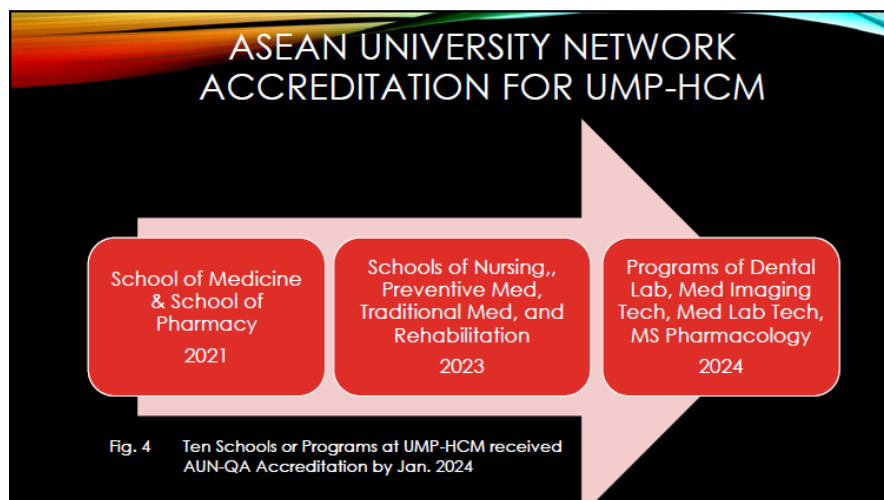 ASEAN UNIVERSITY NETWORK
ACCREDITATION FOR UMP-HCM
School of Medicine
& School of
Pharmacy
2021
Schools of Nursing,,
Preventive Med,
Traditional Med, and
Rehabilitation
2023
Programs of Dental
Lab, Med Imaging
Tech, Med Lab Tech,
MS Pharmacology
2024
Fig. 4 Ten Schools or Programs at UMP-HCM received
AUN-QA Accreditation by Jan. 2024